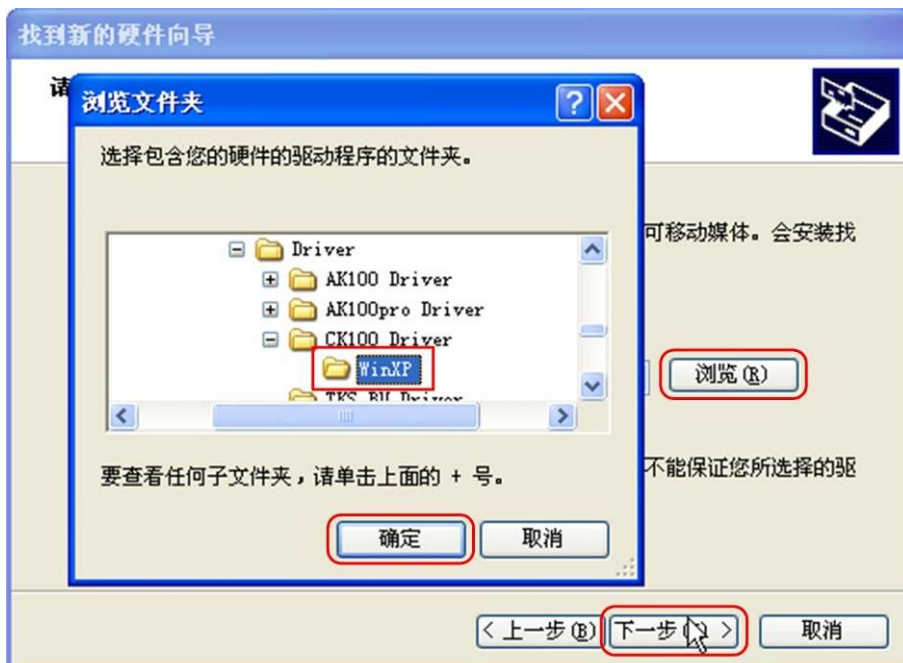 找到新的硬件向导
请
浏览文件夹
选择包含您的硬件的驱动程序的文件夹。
可移动媒体。会安装找
Driver
AK100 Driver
AK100pro Driver
CK100 Driver
WinXP
浏览(R)
不能保证您所选择的驱
要查看任何子文件夹，请单击上面的 + 号。
确定
取消
< 上一步(B)
下一步 >
取消